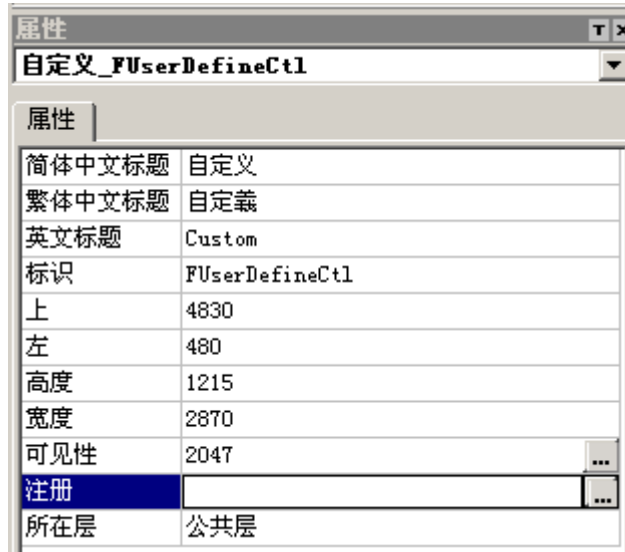 属性
自定义_FUserDefineCtl
属性
简体中文标题 自定义
繁体中文标题 自定義
英文标题 Custom
标识 FUserDefineCtl
上 4830
左 480
高度 1215
宽度 2870
可见性 2047 ...
注册 ...
所在层 公共层